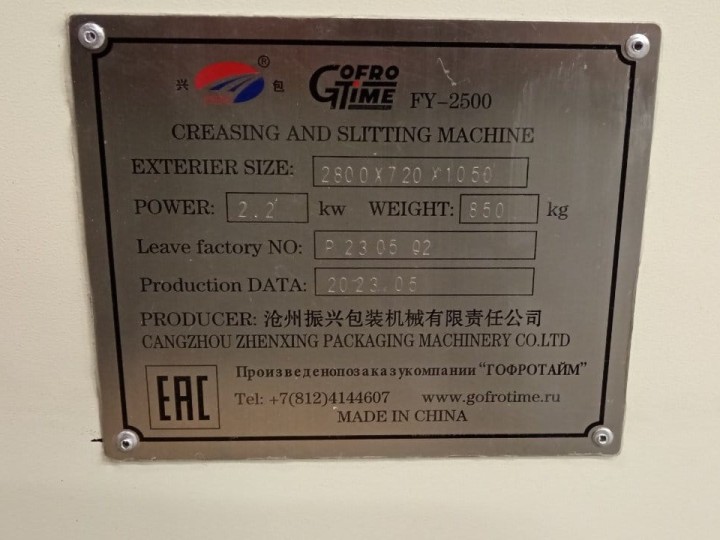 兴 ® 包 GOFRO TIME FY-2500
CREASING AND SLITTING MACHINE
EXTERIER SIZE: 2800X720X1050
POWER: 2.2 kw WEIGHT: 850 kg
Leave factory NO: P 23 05 02
Production DATA: 2023.05
PRODUCER: 沧州振兴包装机械有限责任公司
CANGZHOU ZHENXING PACKAGING MACHINERY CO.LTD
EAC Произведенопозаказукомпании "ГОФРОТАЙМ"
Tel: +7(812)4144607 www.gofrotime.ru
MADE IN CHINA